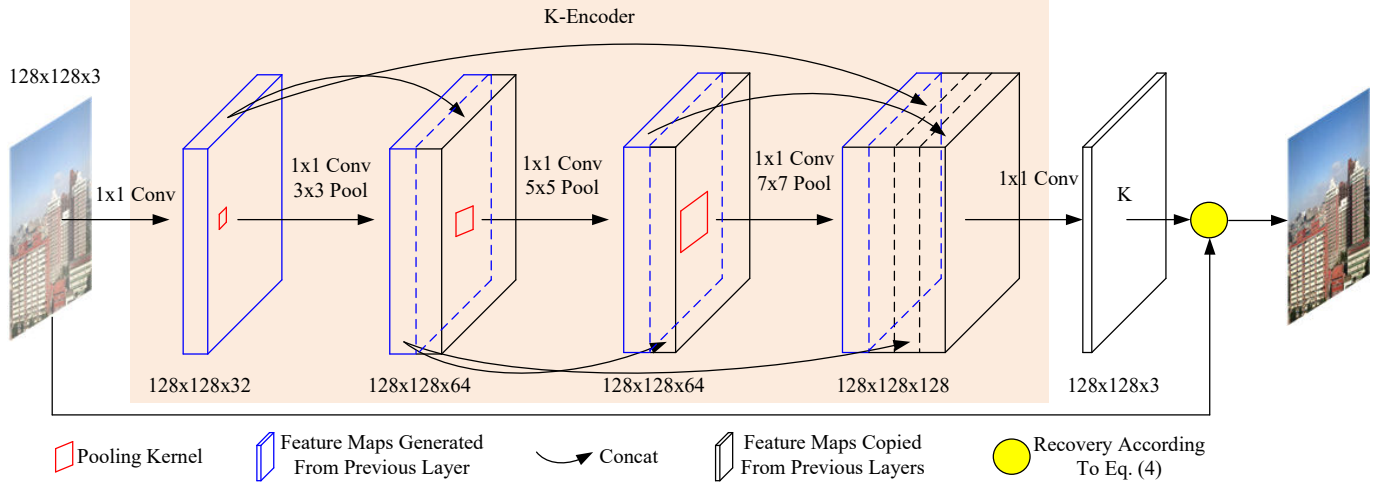 K-Encoder
128x128x3
1x1 Conv
1x1 Conv
3x3 Pool
1x1 Conv
5x5 Pool
1x1 Conv
7x7 Pool
1x1 Conv
K
128x128x32
128x128x64
128x128x64
128x128x128
128x128x3
Pooling Kernel
Feature Maps Generated
From Previous Layer
Concat
Feature Maps Copied
From Previous Layers
Recovery According
To Eq. (4)